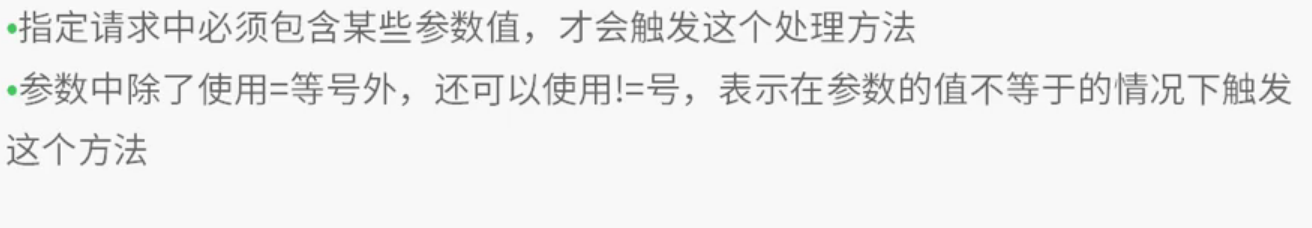 •指定请求中必须包含某些参数值，才会触发这个处理方法
•参数中除了使用=等号外，还可以使用!=号，表示在参数的值不等于的情况下触发
这个方法